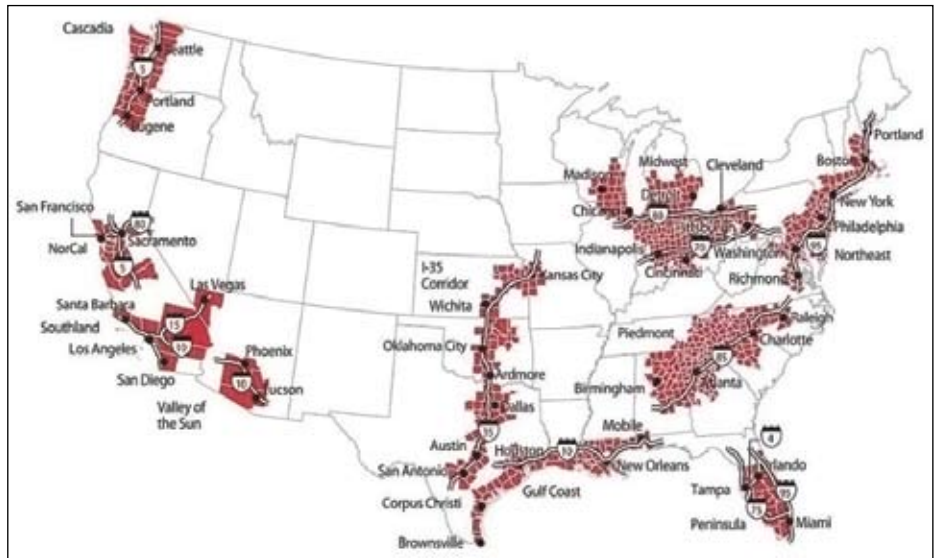 Cascadia
Seattle
5
Portland
Eugene
San Francisco
80
NorCal
Sacramento
5
Las Vegas
Santa Barbara
15
Southland
10
Los Angeles
San Diego
Phoenix
10
Tucson
Valley of
the Sun
I-35
Corridor
Kansas City
Wichita
Oklahoma City
Ardmore
Dallas
35
Austin
San Antonio
Houston
10
Mobile
New Orleans
Gulf Coast
Corpus Christi
Brownsville
Madison
Midwest
Detroit
Cleveland
Chicago
Indianapolis
70
Cincinnati
Portland
Boston
New York
Philadelphia
Washington
95
Northeast
Richmond
Raleigh
Piedmont
Charlotte
85
Birmingham
Atlanta
4
Orlando
Tampa
95
75
Peninsula
Miami